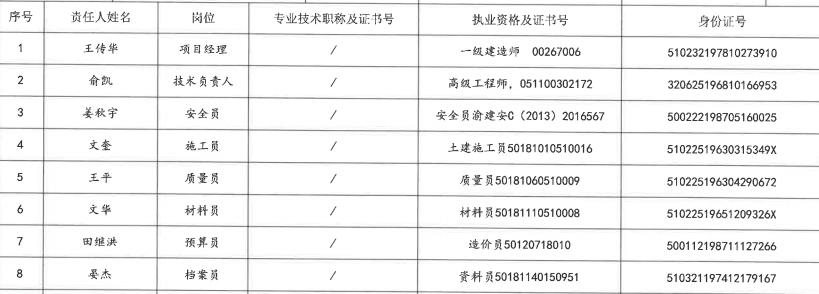 序号 责任人姓名 岗位 专业技术职称及证书号 执业资格及证书号 身份证号
1 王传华 项目经理 / 一级建造师 00267006 510232197810273910
2 俞凯 技术负责人 / 高级工程师，051100302172 320625196810166953
3 姜秋宇 安全员 / 安全员渝建安C（2013）2016567 500222198705160025
4 文奎 施工员 / 土建施工员50181010510016 51022519630315349X
5 王平 质量员 / 质量员50181060510009 510225196304290672
6 文华 材料员 / 材料员50181110510008 51022519651209326X
7 田继洪 预算员 / 造价员50120718010 500112198711127266
8 晏杰 档案员 / 资料员50181140150951 510321197412179167